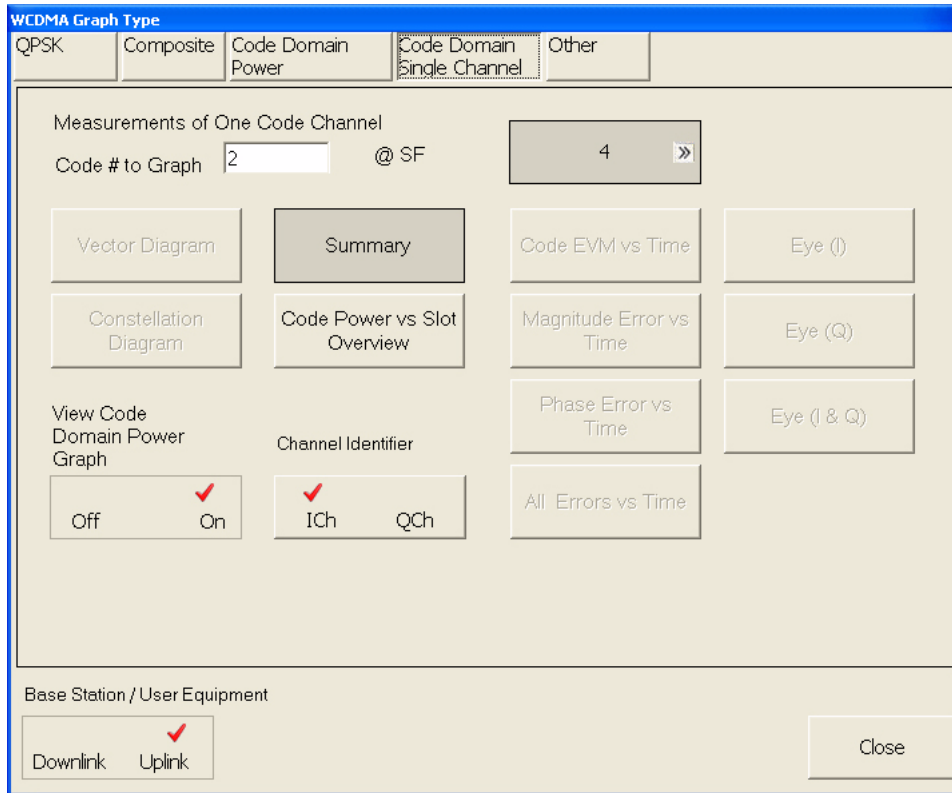 WCDMA Graph Type
QPSK
Composite
Code Domain
Power
Code Domain
Single Channel
Other
Measurements of One Code Channel
Code # to Graph
2
@ SF
4 »
Vector Diagram
Summary
Code EVM vs Time
Eye (I)
Constellation
Diagram
Code Power vs Slot
Overview
Magnitude Error vs
Time
Eye (Q)
Phase Error vs
Time
Eye (I & Q)
View Code
Domain Power
Graph
Channel Identifier
Off On
ICh QCh
All Errors vs Time
Base Station / User Equipment
Downlink Uplink
Close